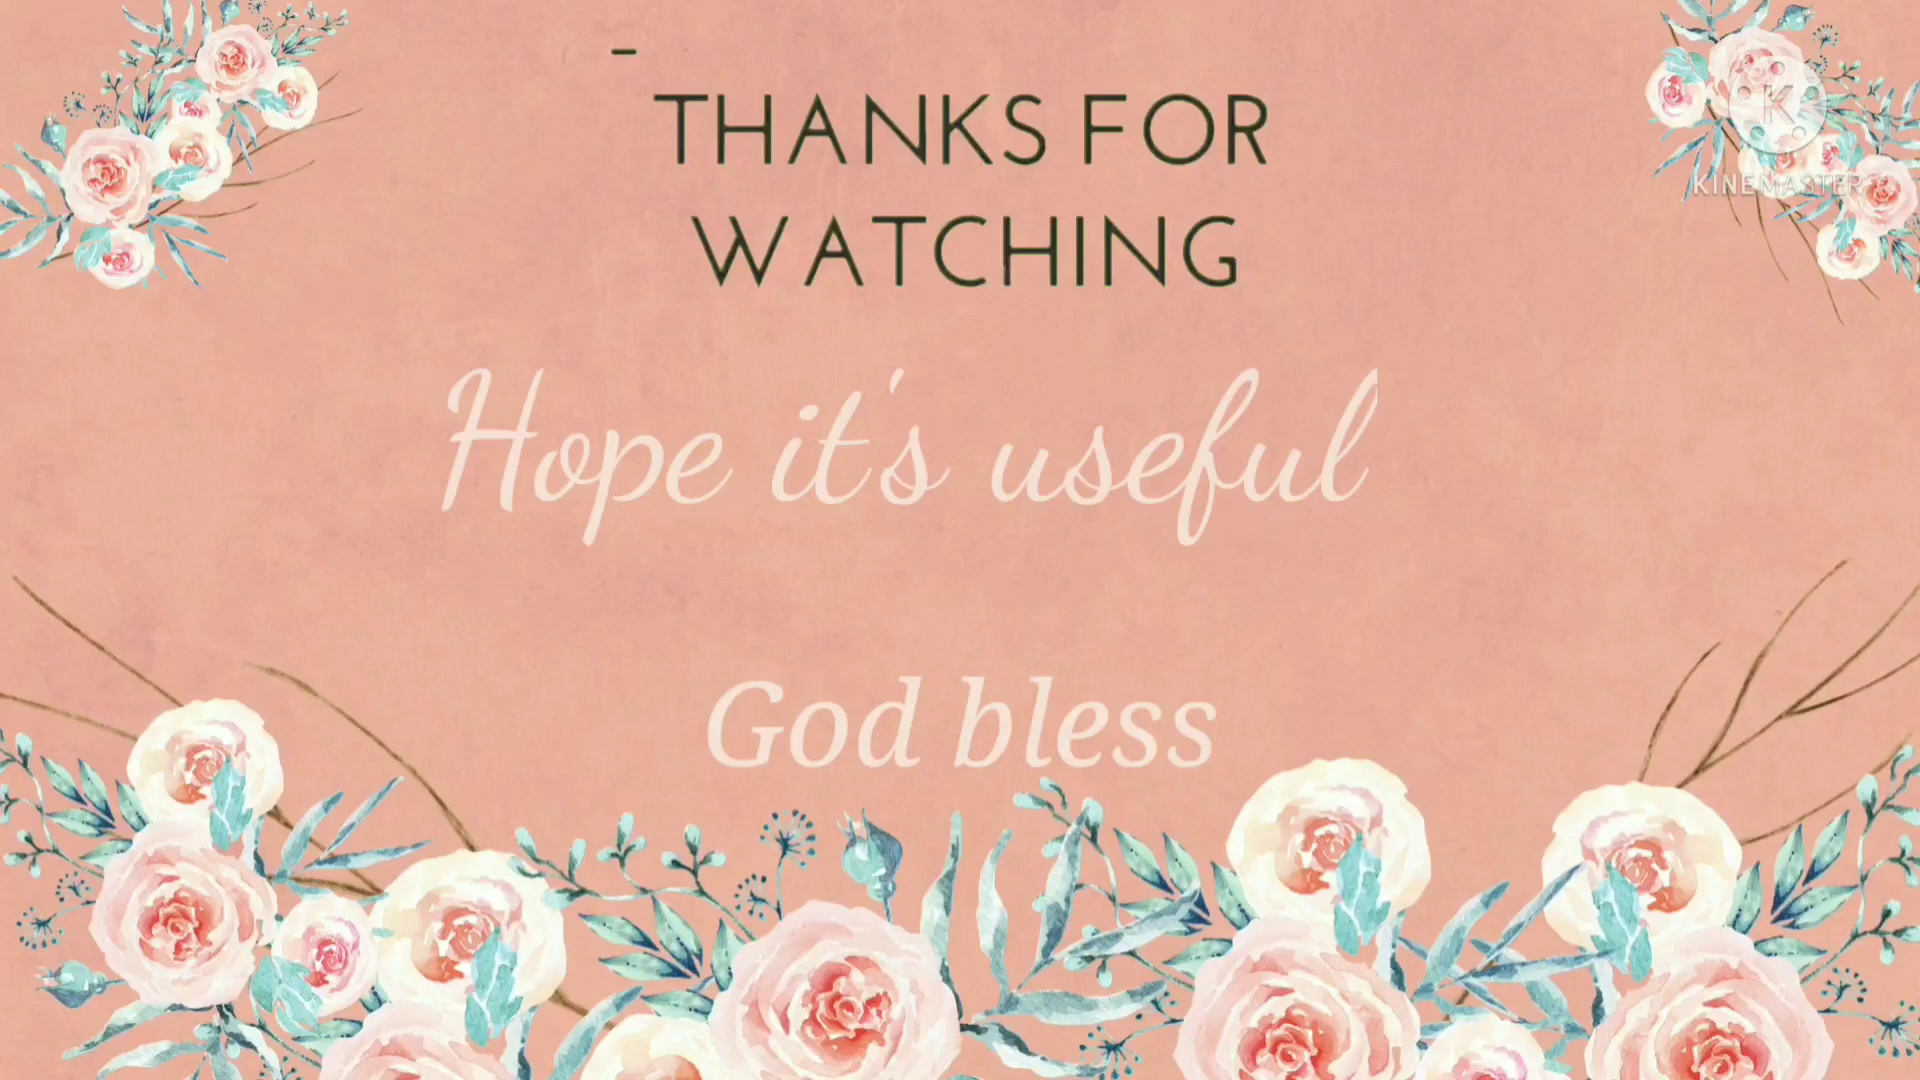 -
THANKS FOR
WATCHING
K
KINEMASTER
Hope it's useful
God bless